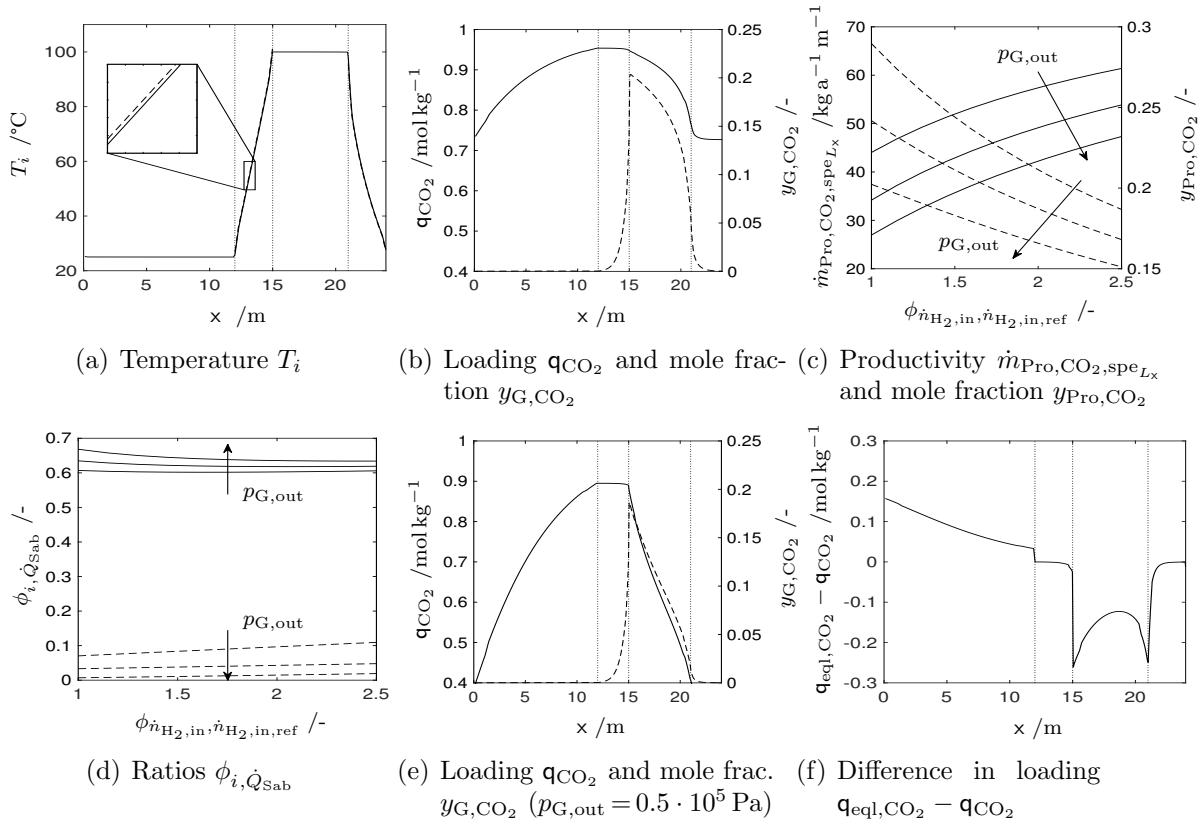 100
80
60
40
20
T_i /°C
0 5 10 15 20
x /m
(a) Temperature T_i
1
0.9
0.8
0.7
0.6
0.5
0.4
q_CO₂ /mol kg⁻¹
0.25
0.2
0.15
0.1
0.05
0
y_G,CO₂ /-
0 5 10 15 20
x /m
(b) Loading q_CO₂ and mole frac-
tion y_G,CO₂
70
60
50
40
30
20
ṁ_Pro,CO₂,spe_Lx /kg a⁻¹ m⁻¹
p_G,out
p_G,out
0.3
0.25
0.2
0.15
y_Pro,CO₂ /-
1 1.5 2 2.5
ϕ_ṅH₂,in,ṅH₂,in,ref /-
(c) Productivity ṁ_Pro,CO₂,spe_Lx
and mole fraction y_Pro,CO₂
0.7
0.6
0.5
0.4
0.3
0.2
0.1
0
ϕ_i,Q̇Sab /-
p_G,out
p_G,out
1 1.5 2 2.5
ϕ_ṅH₂,in,ṅH₂,in,ref /-
(d) Ratios ϕ_i,Q̇Sab
1
0.9
0.8
0.7
0.6
0.5
0.4
q_CO₂ /mol kg⁻¹
0.25
0.2
0.15
0.1
0.05
0
y_G,CO₂ /-
0 5 10 15 20
x /m
(e) Loading q_CO₂ and mole frac.
y_G,CO₂ (p_G,out = 0.5 · 10⁵ Pa)
0.3
0.2
0.1
0
-0.1
-0.2
-0.3
q_eql,CO₂ − q_CO₂ /mol kg⁻¹
0 5 10 15 20
x /m
(f) Difference in loading
q_eql,CO₂ − q_CO₂